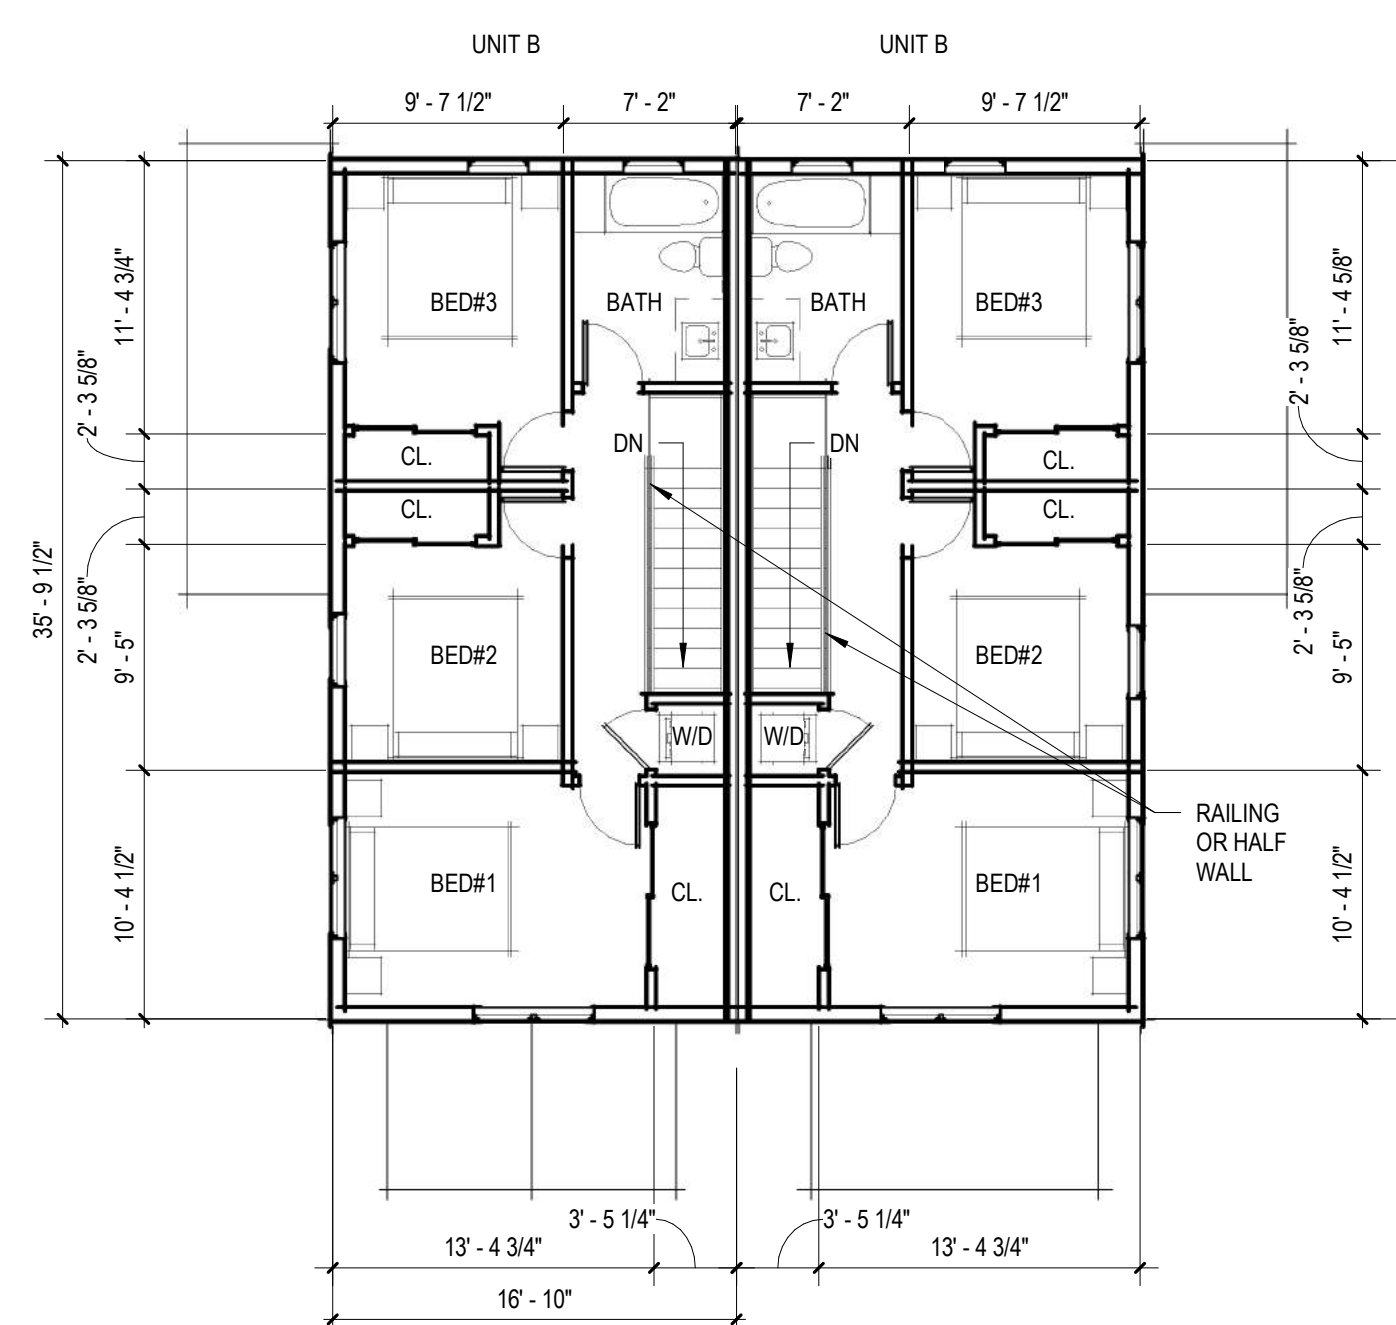 UNIT B
UNIT B
9' - 7 1/2"
7' - 2"
7' - 2"
9' - 7 1/2"
11' - 4 3/4"
2' - 3 5/8"
2' - 3 5/8"
9' - 5"
10' - 4 1/2"
35' - 9 1/2"
BED#3
BATH
BATH
BED#3
DN
DN
CL.
CL.
CL.
CL.
BED#2
BED#2
W/D
W/D
BED#1
CL.
CL.
BED#1
11' - 4 5/8"
2' - 3 5/8"
2' - 3 5/8"
9' - 5"
10' - 4 1/2"
RAILING
OR HALF
WALL
3' - 5 1/4"
3' - 5 1/4"
13' - 4 3/4"
13' - 4 3/4"
16' - 10"